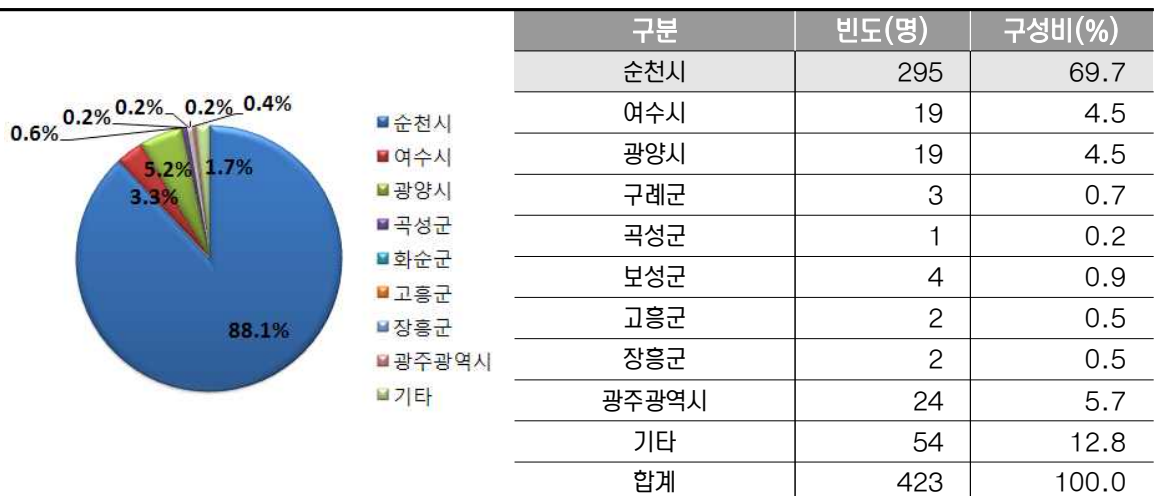 0.6%
0.2%
0.2%
0.2%
0.4%
5.2%
1.7%
3.3%
88.1%
순천시
여수시
광양시
곡성군
화순군
고흥군
장흥군
광주광역시
기타
구분 빈도(명) 구성비(%)
순천시 295 69.7
여수시 19 4.5
광양시 19 4.5
구례군 3 0.7
곡성군 1 0.2
보성군 4 0.9
고흥군 2 0.5
장흥군 2 0.5
광주광역시 24 5.7
기타 54 12.8
합계 423 100.0